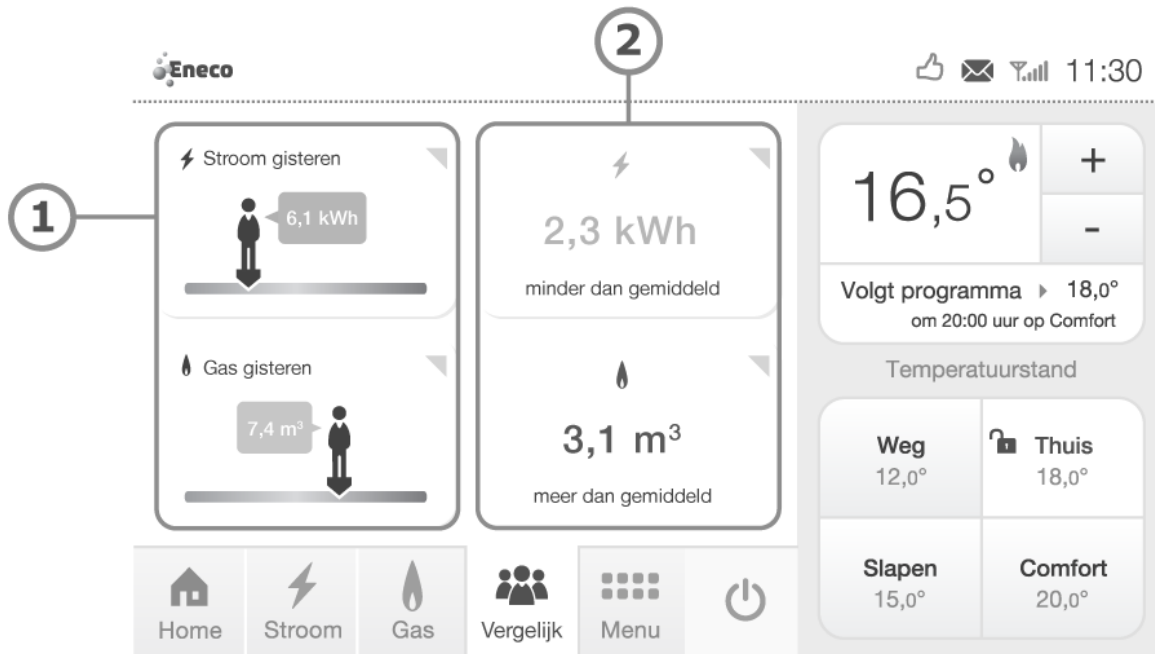 2
Eneco
11:30
1
Stroom gisteren
6,1 kWh
2,3 kWh
minder dan gemiddeld
Gas gisteren
7,4 m³
3,1 m³
meer dan gemiddeld
16,5°
+
-
Volgt programma 18,0°
om 20:00 uur op Comfort
Temperatuurstand
Weg
12,0°
Thuis
18,0°
Slapen
15,0°
Comfort
20,0°
Home
Stroom
Gas
Vergelijk
Menu